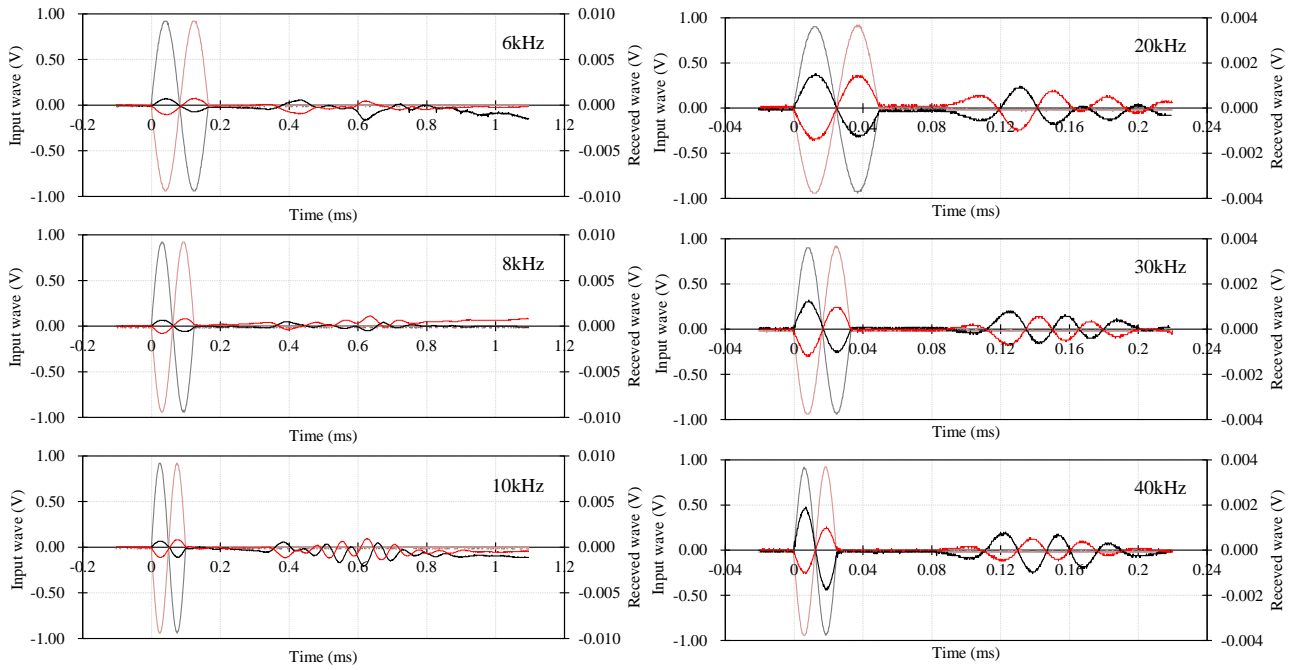 1.00 0.010
6kHz
0.50 0.005
0.00 0.000
-0.2 0 0.2 0.4 0.6 0.8 1 1.2
-0.50 -0.005
-1.00 -0.010
Input wave (V)
Receved wave (V)
Time (ms)
1.00 0.010
8kHz
0.50 0.005
0.00 0.000
-0.2 0 0.2 0.4 0.6 0.8 1 1.2
-0.50 -0.005
-1.00 -0.010
Input wave (V)
Receved wave (V)
Time (ms)
1.00 0.010
10kHz
0.50 0.005
0.00 0.000
-0.2 0 0.2 0.4 0.6 0.8 1 1.2
-0.50 -0.005
-1.00 -0.010
Input wave (V)
Receved wave (V)
Time (ms)
1.00 0.004
20kHz
0.50 0.002
0.00 0.000
-0.04 0 0.04 0.08 0.12 0.16 0.2 0.24
-0.50 -0.002
-1.00 -0.004
Input wave (V)
Receved wave (V)
Time (ms)
1.00 0.004
30kHz
0.50 0.002
0.00 0.000
-0.04 0 0.04 0.08 0.12 0.16 0.2 0.24
-0.50 -0.002
-1.00 -0.004
Input wave (V)
Receved wave (V)
Time (ms)
1.00 0.004
40kHz
0.50 0.002
0.00 0.000
-0.04 0 0.04 0.08 0.12 0.16 0.2 0.24
-0.50 -0.002
-1.00 -0.004
Input wave (V)
Receved wave (V)
Time (ms)